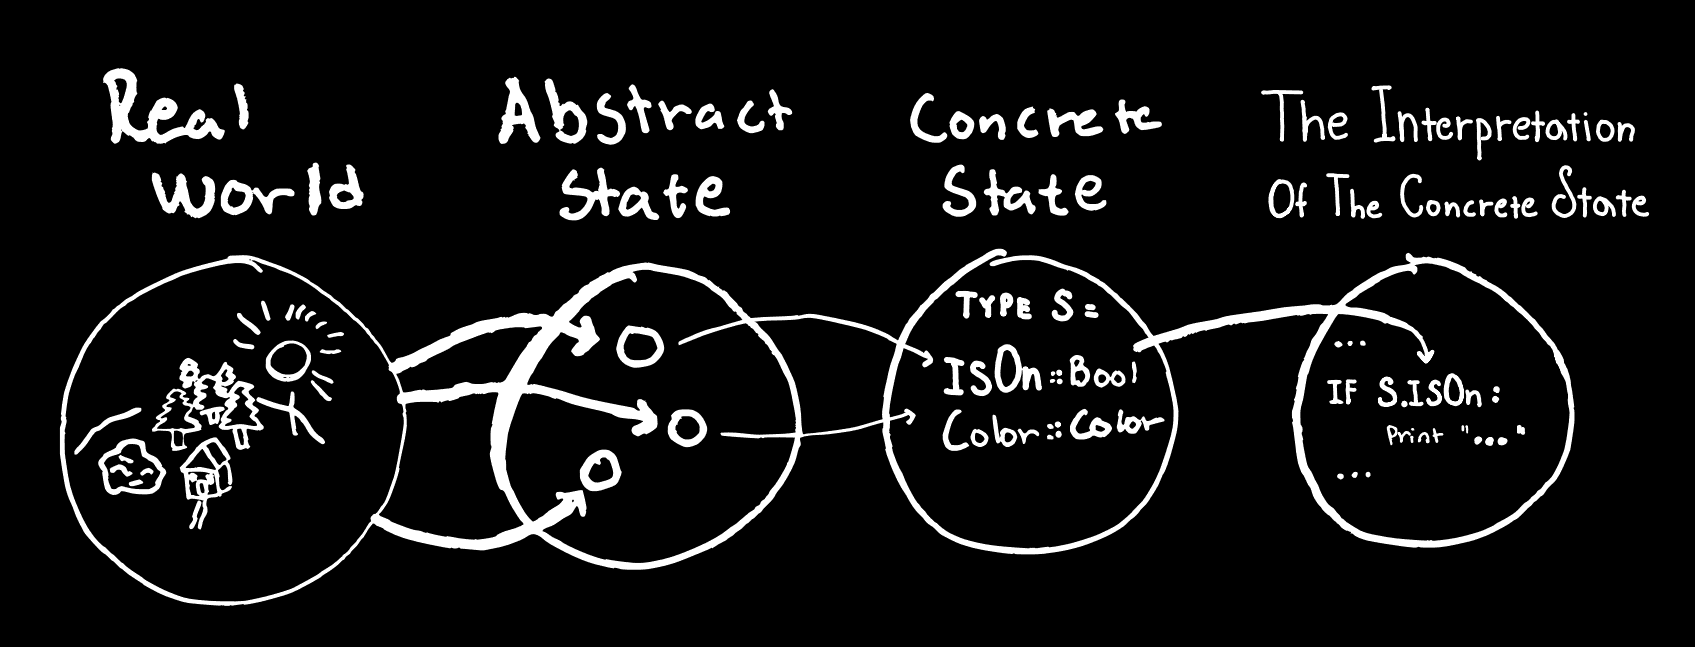 Real
World
Abstract
State
Concrete
State
The Interpretation
Of The Concrete State
TYPE S =
ISOn :: Bool
Color :: Color
...
IF S.ISOn :
Print "..."
...